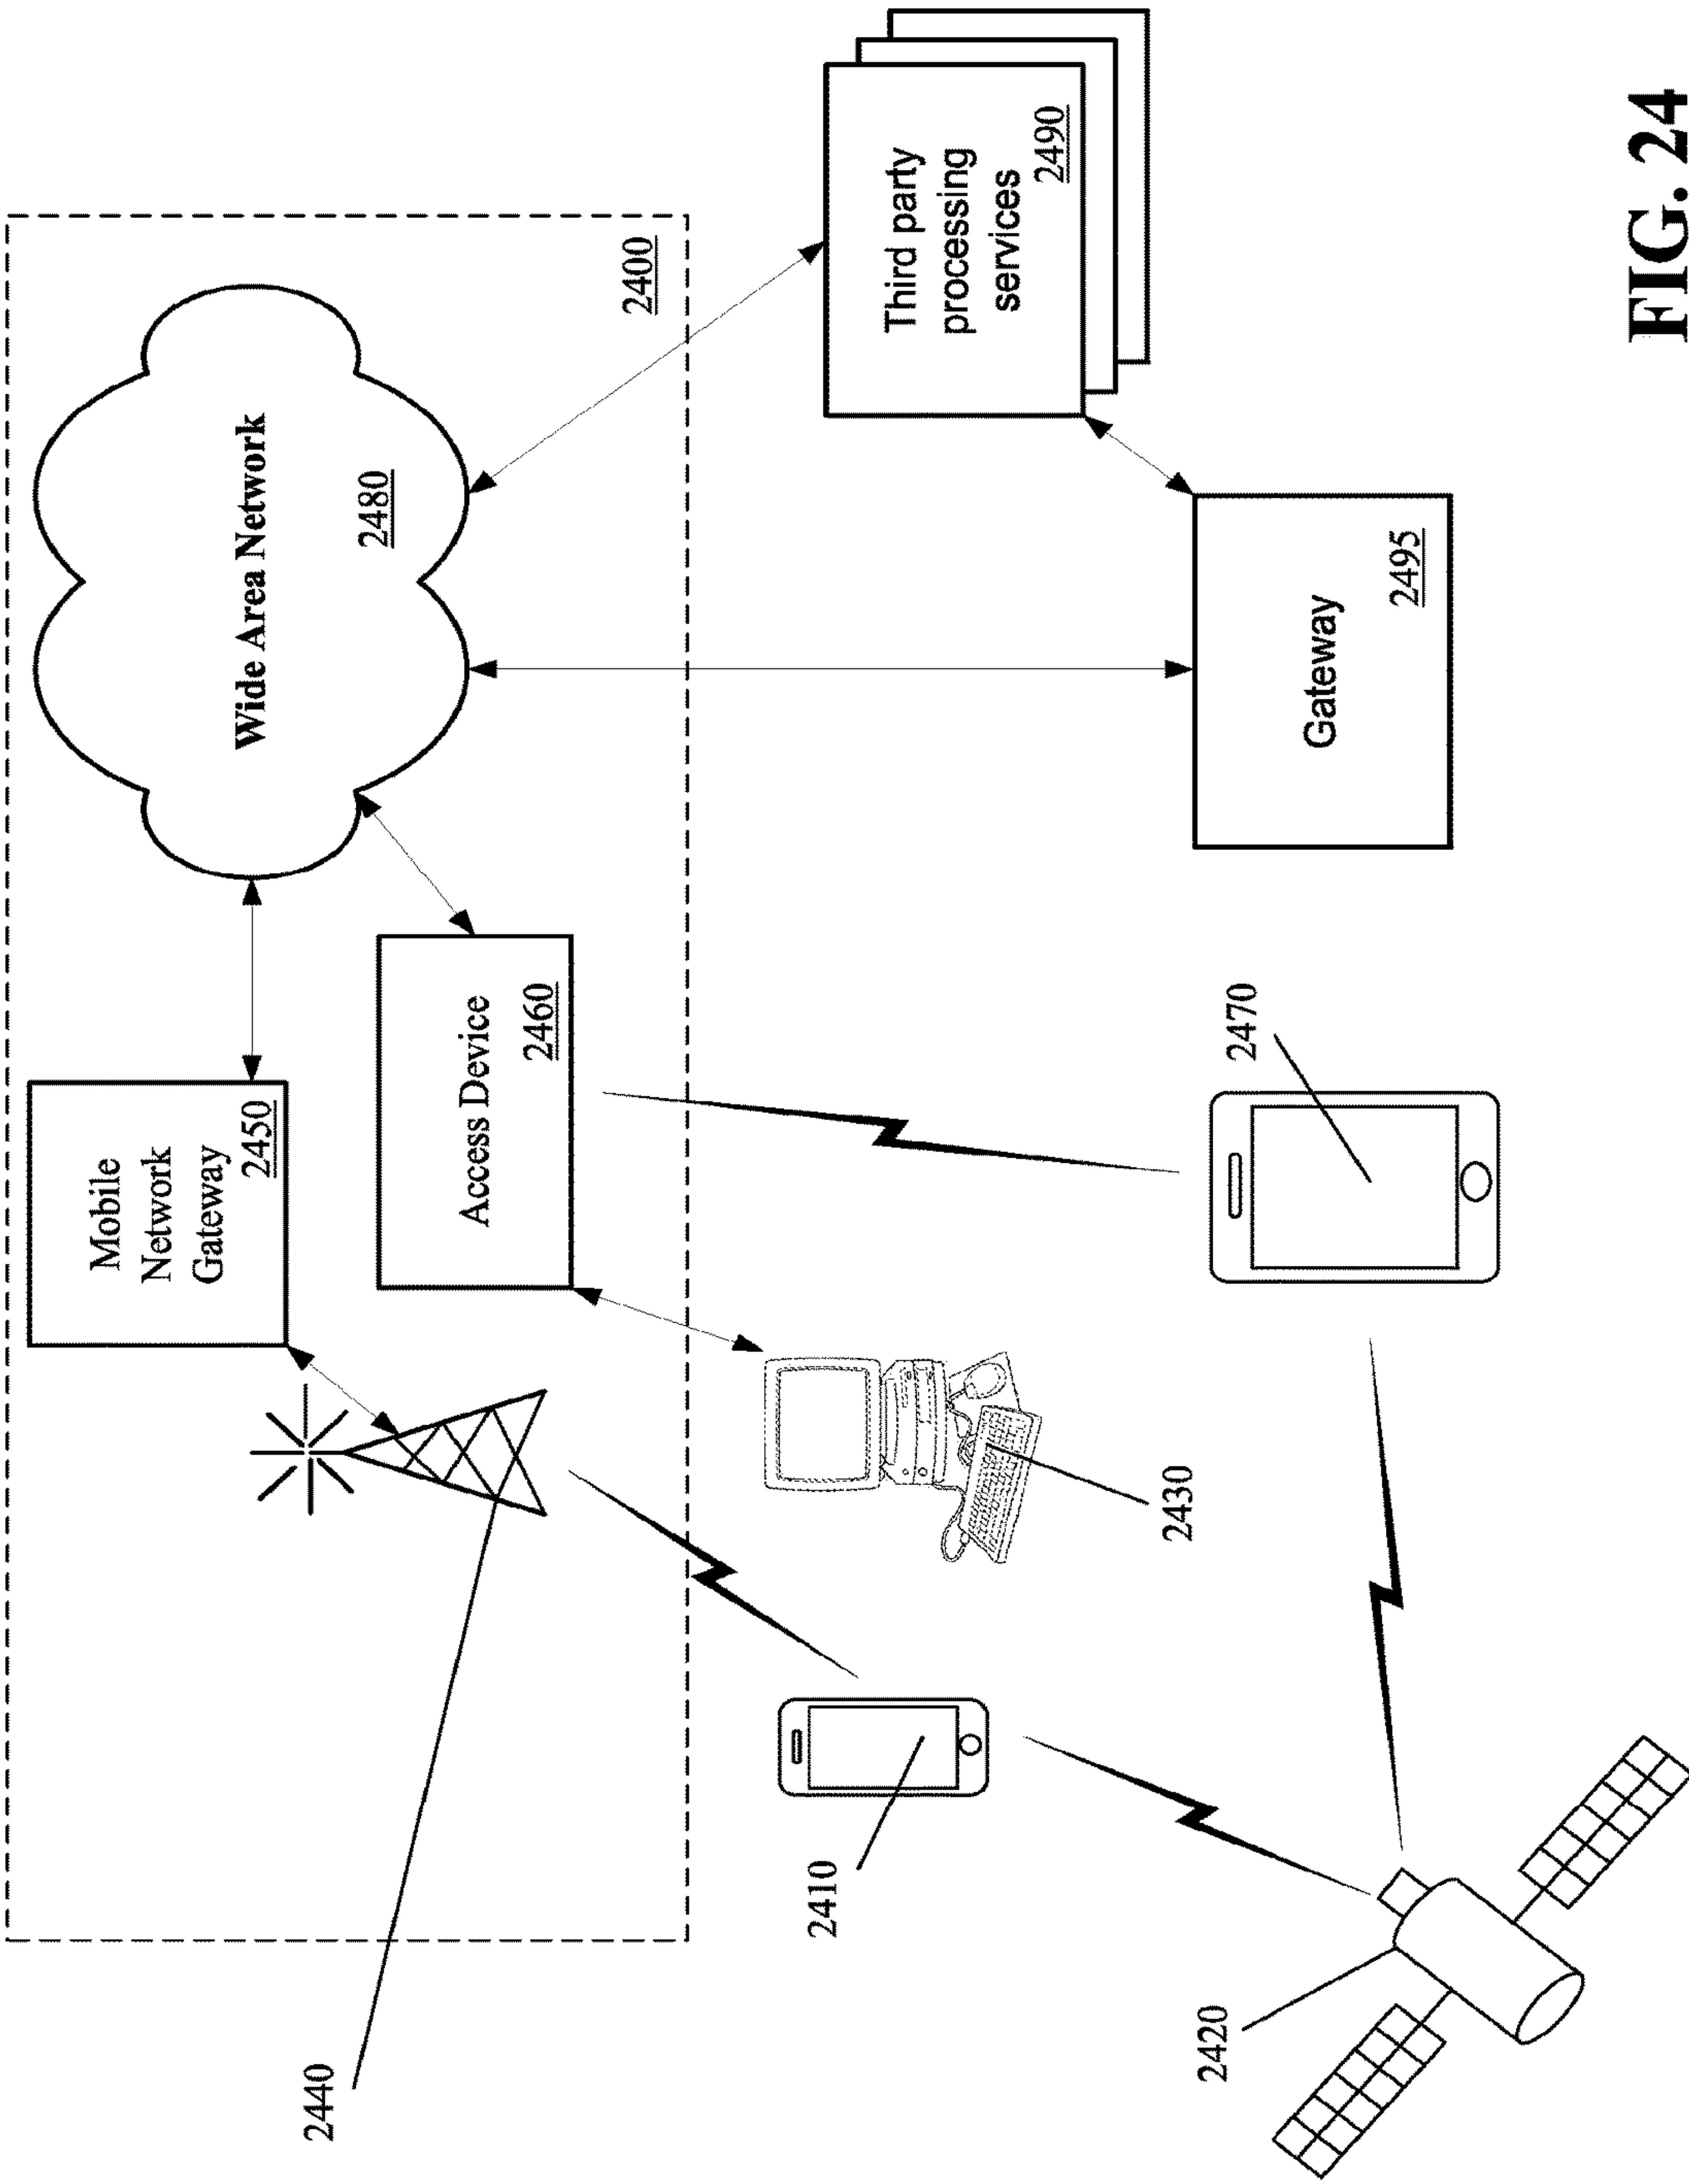 2440
Mobile
Network
Gateway
2450
Wide Area Network
2480
Access Device
2460
2400
2410
2430
Third party
processing
services
2490
2420
2470
Gateway
2495
FIG. 24